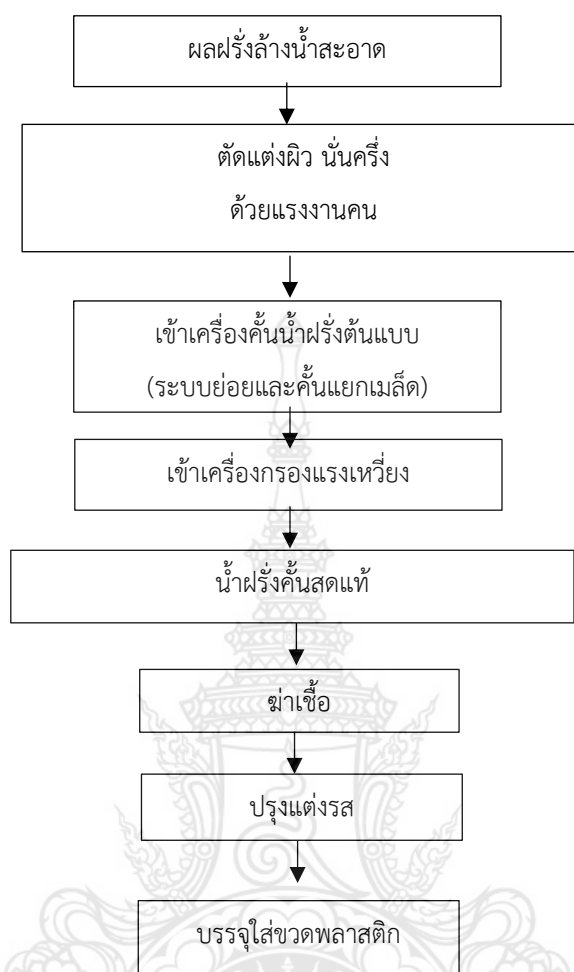 ผลฝรั่งล้างน้ำสะอาด
ตัดแต่งผิว นั่นครึ่ง
ด้วยแรงงานคน
เข้าเครื่องคั้นน้ำฝรั่งต้นแบบ
(ระบบย่อยและคั้นแยกเมล็ด)
เข้าเครื่องกรองแรงเหวี่ยง
น้ำฝรั่งคั้นสดแท้
ฆ่าเชื้อ
ปรุงแต่งรส
บรรจุใส่ขวดพลาสติก